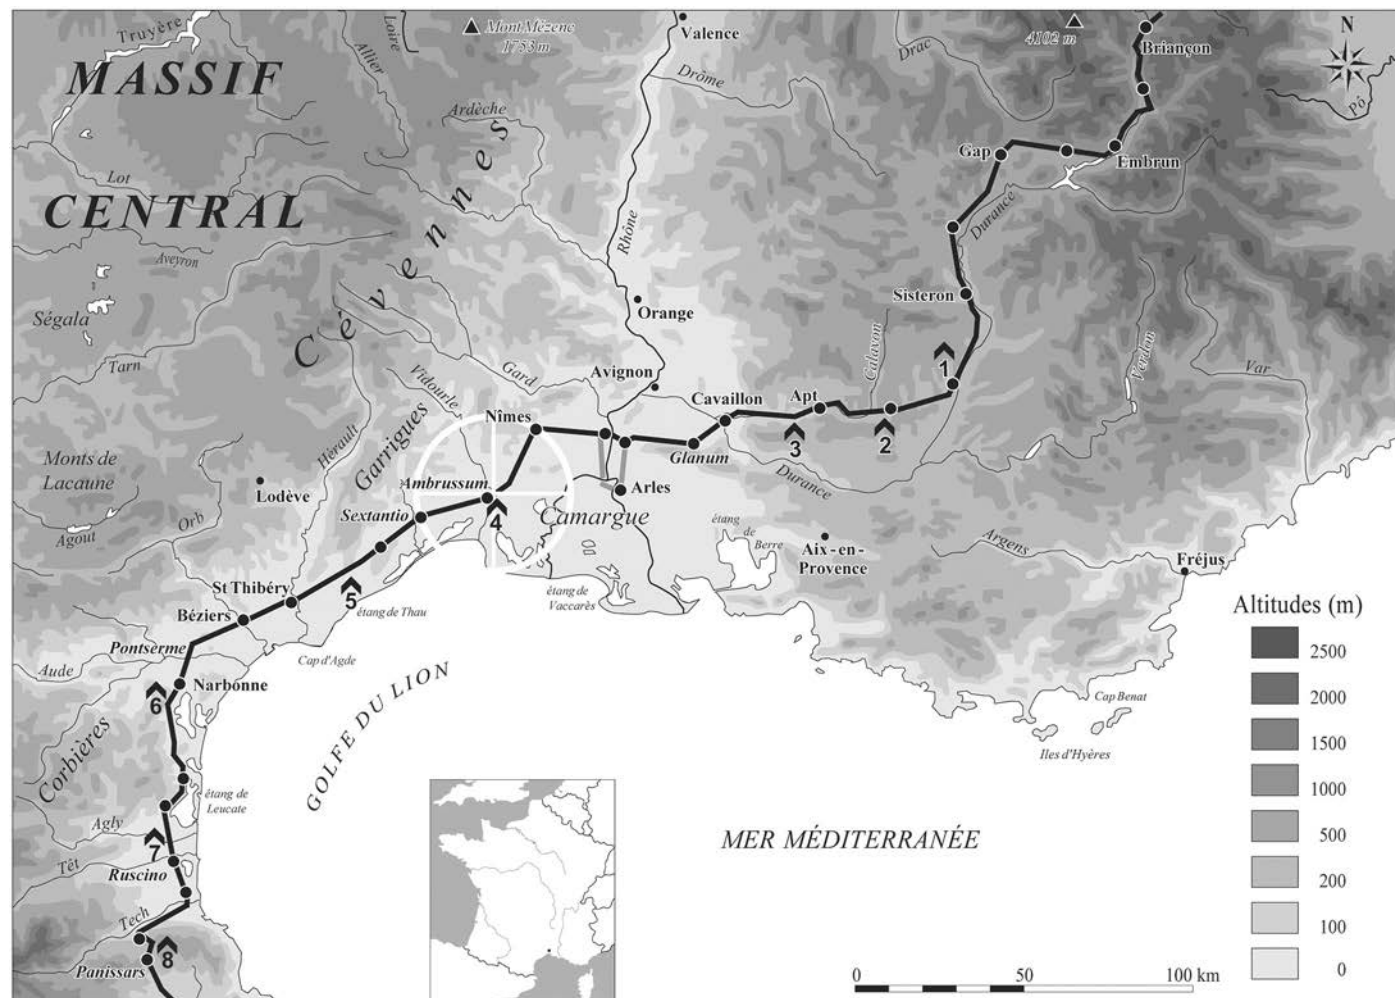 Truyère
Mont Mézenc
1753 m
Loire
Allier
Valence
Drac
4102 m
Briançon
N
Pô
MASSIF
Drôme
Ardèche
Gap
Embrun
Lot
CENTRAL
Cévennes
Rhône
Durance
Aveyron
Sisteron
Ségala
Orange
Calavon
Verdon
Var
Tarn
Vidourle
Gard
Avignon
1
Cavaillon
Apt
Nîmes
Glanum
3
2
Hérault
Garrigues
Monts de
Lacaune
Lodève
Ambrussum
Arles
Durance
Sextantio
4
Camargue
Orb
Agout
étang
de
Berre
Aix-en-
Provence
Argens
Fréjus
St Thibéry
5
étang de Thau
étang de
Vaccarès
Béziers
Altitudes (m)
Pontserme
Cap d'Agde
2500
Aude
Narbonne
6
2000
Cap Benat
GOLFE DU LION
1500
Iles d'Hyères
Corbières
étang de
Leucate
1000
Agly
7
500
MER MÉDITERRANÉE
Têt
Ruscino
200
Tech
100
8
Panissars
0
0 50 100 km